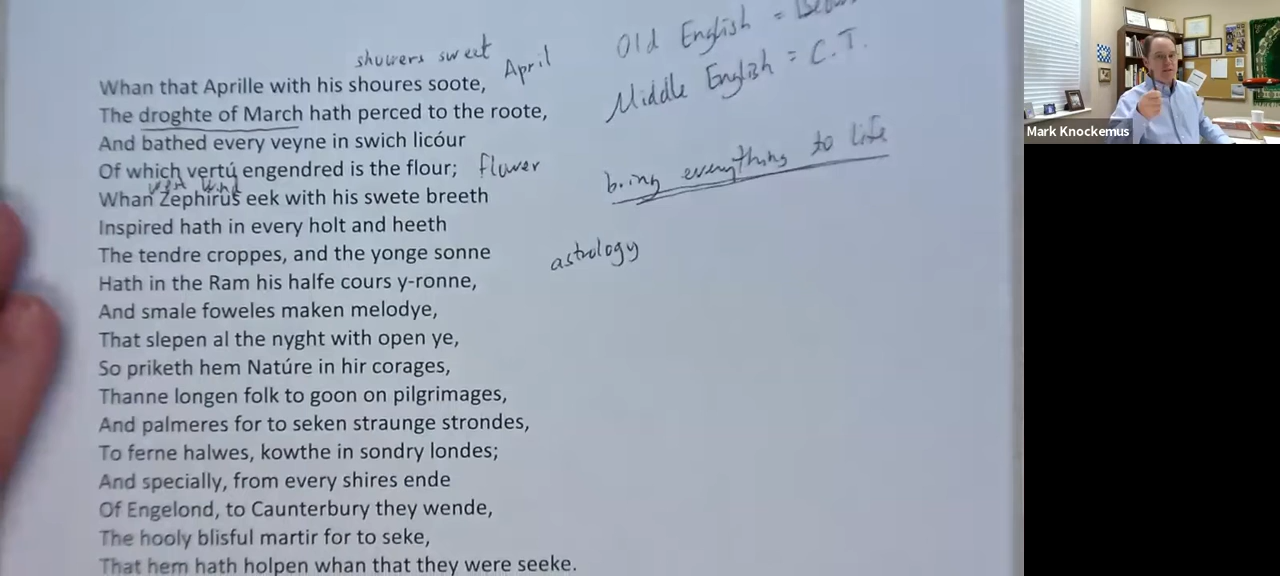 showers sweet
April
Whan that Aprille with his shoures soote,
The droghte of March hath perced to the roote,
And bathed every veyne in swich licóur
Of which vertú engendred is the flour; flower
West Wind
Whan Zephirus eek with his swete breeth
Inspired hath in every holt and heeth
The tendre croppes, and the yonge sonne
Hath in the Ram his halfe cours y-ronne,
And smale foweles maken melodye,
That slepen al the nyght with open ye,
So priketh hem Natúre in hir corages,
Thanne longen folk to goon on pilgrimages,
And palmeres for to seken straunge strondes,
To ferne halwes, kowthe in sondry londes;
And specially, from every shires ende
Of Engelond, to Caunterbury they wende,
The hooly blisful martir for to seke,
That hem hath holpen whan that they were seeke.
Old English =
Middle English = C.T.
bring everything to life
astrology
Mark Knockemus